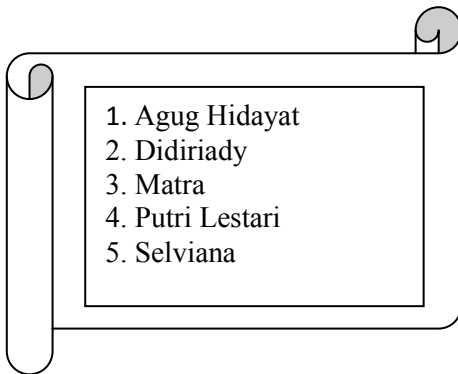 1. Agug Hidayat
2. Didiriady
3. Matra
4. Putri Lestari
5. Selviana